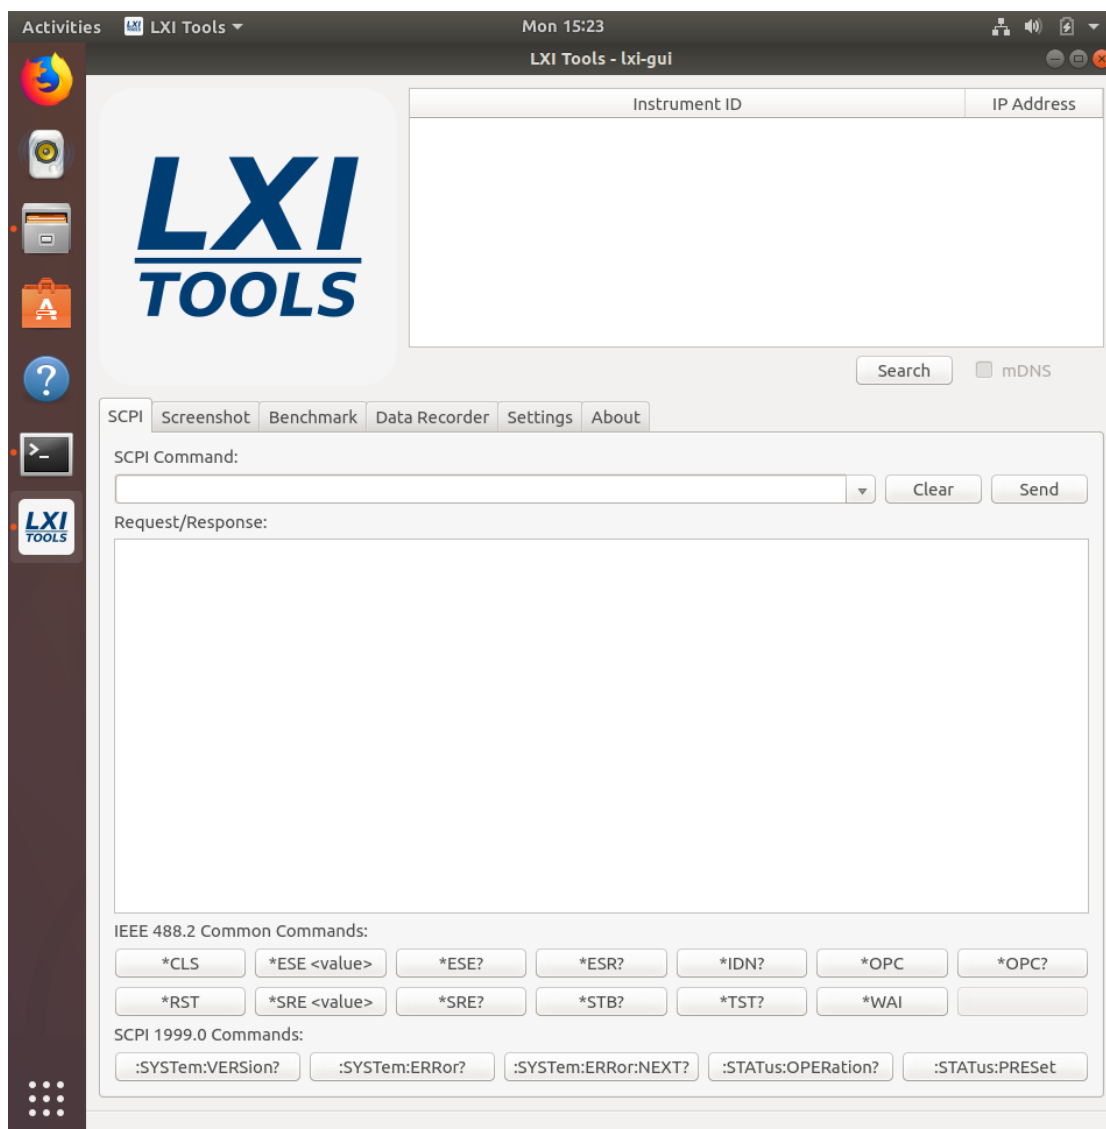 Activities LXI Tools Mon 15:23
LXI Tools - lxi-gui
LXI
TOOLS
Instrument ID IP Address
Search mDNS
SCPI Screenshot Benchmark Data Recorder Settings About
SCPI Command:
Clear Send
Request/Response:
LXI
TOOLS
IEEE 488.2 Common Commands:
*CLS *ESE <value> *ESE? *ESR? *IDN? *OPC *OPC?
*RST *SRE <value> *SRE? *STB? *TST? *WAI
SCPI 1999.0 Commands:
:SYSTem:VERSion? :SYSTem:ERRor? :SYSTem:ERRor:NEXT? :STATus:OPERation? :STATus:PRESet